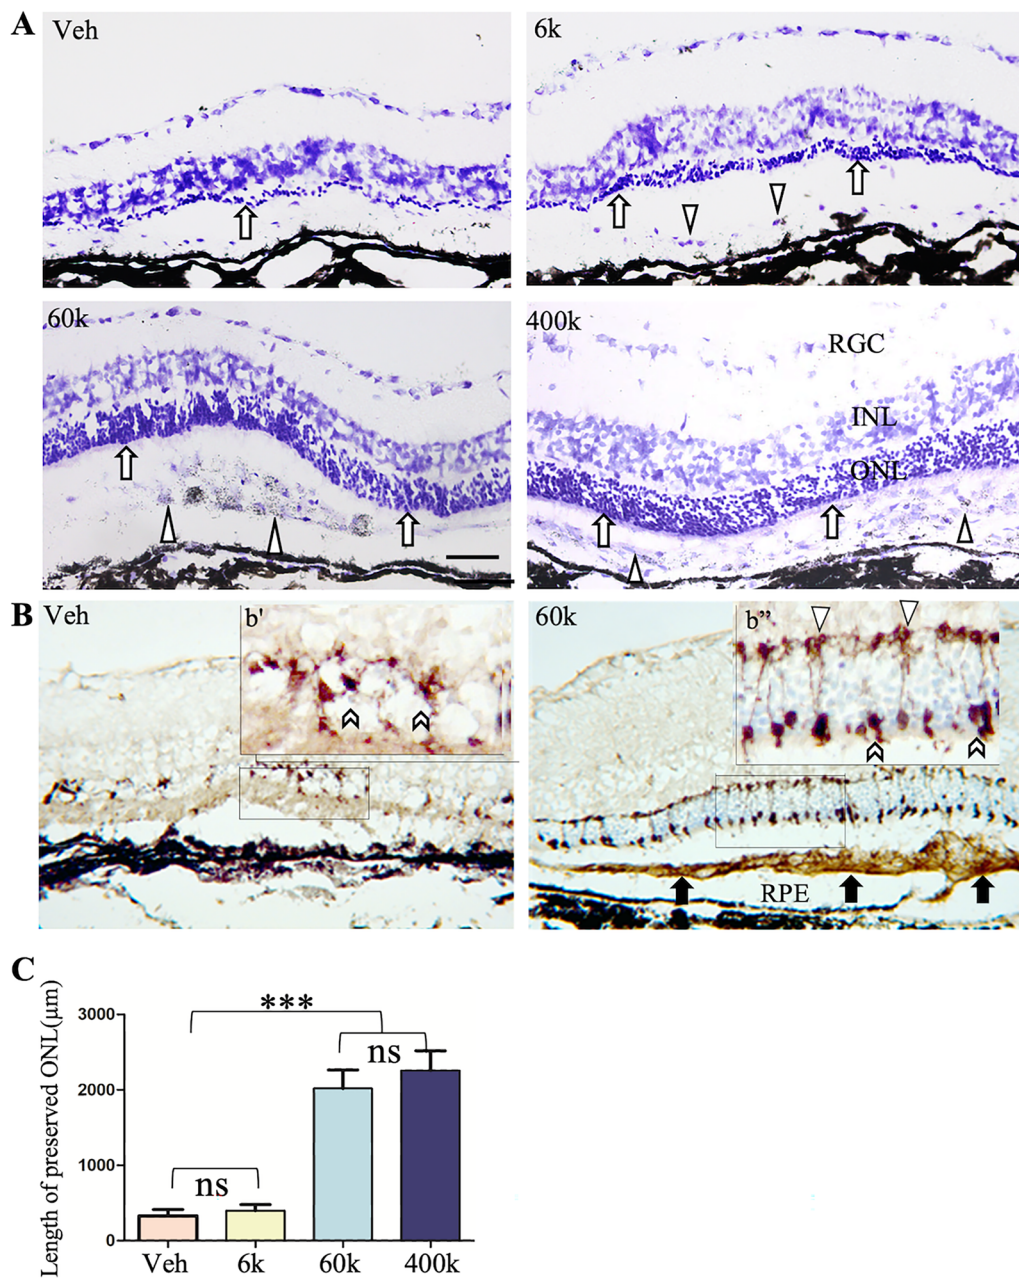 A
Veh
6k
60k
400k
RGC
INL
ONL
B
Veh
b'
60k
b”
RPE
C
Length of preserved ONL(μm)
3000
2000
1000
0
***
ns
ns
Veh
6k
60k
400k